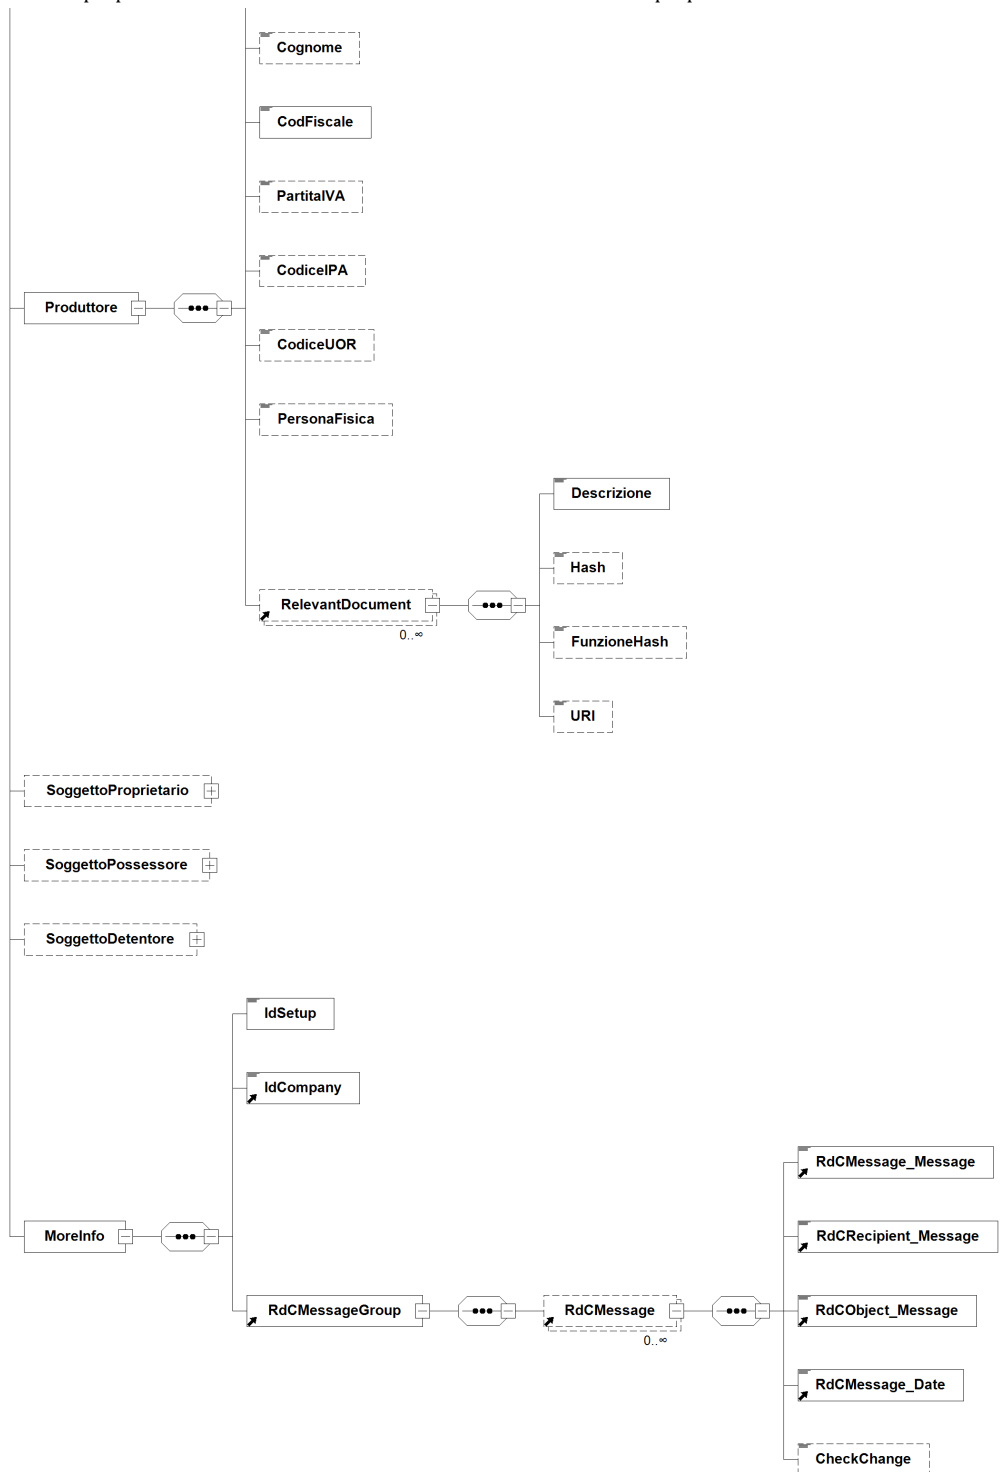 Cognome
CodFiscale
PartitaIVA
CodiceIPA
Produttore
CodiceUOR
PersonaFisica
Descrizione
Hash
RelevantDocument
0..∞
FunzioneHash
URI
SoggettoProprietario
SoggettoPossessore
SoggettoDetentore
IdSetup
IdCompany
RdCMessage_Message
MoreInfo
RdCRecipient_Message
RdCMessageGroup
RdCMessage
0..∞
RdCObject_Message
RdCMessage_Date
CheckChange